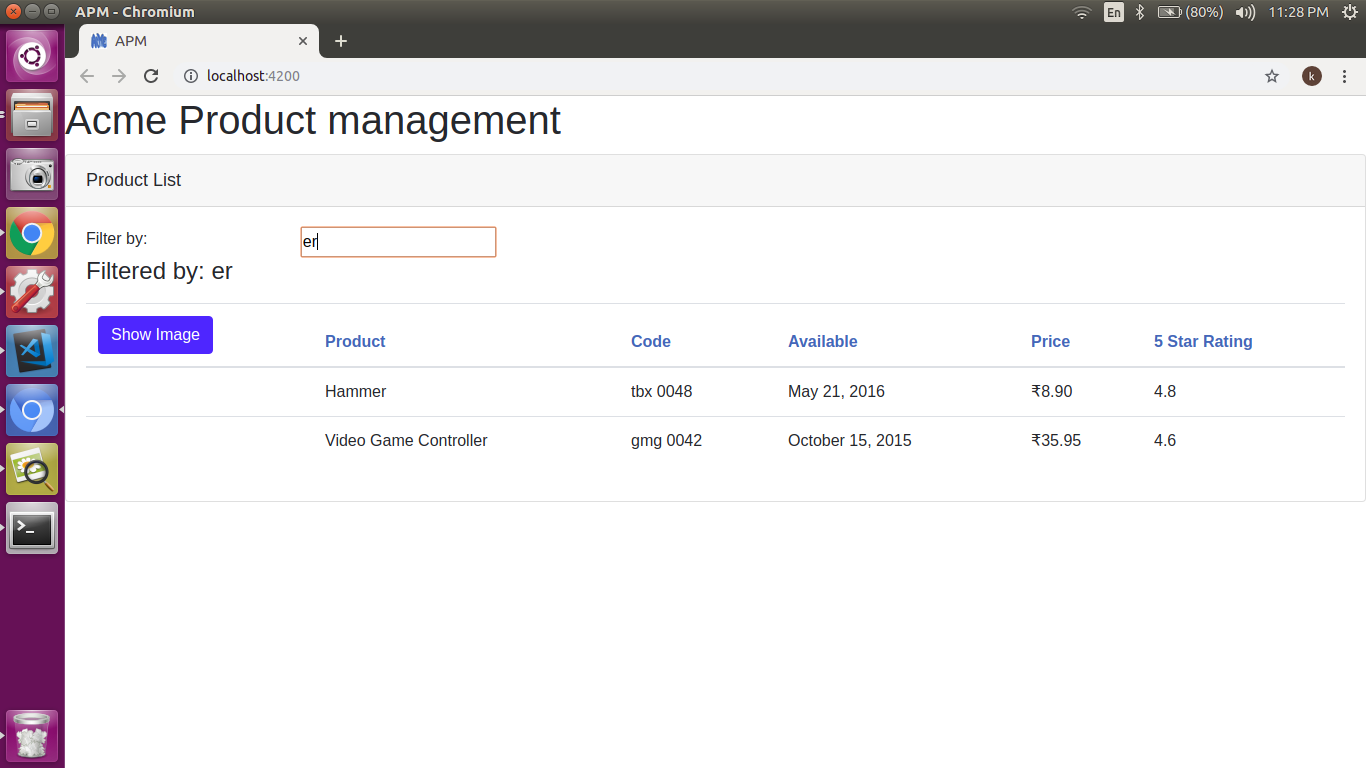 APM - Chromium
En
(80%)
11:28 PM
APM
localhost:4200
k
Acme Product management
Product List
Filter by:
er
Filtered by: er
Show Image
Product
Code
Available
Price
5 Star Rating
Hammer
tbx 0048
May 21, 2016
₹8.90
4.8
Video Game Controller
gmg 0042
October 15, 2015
₹35.95
4.6